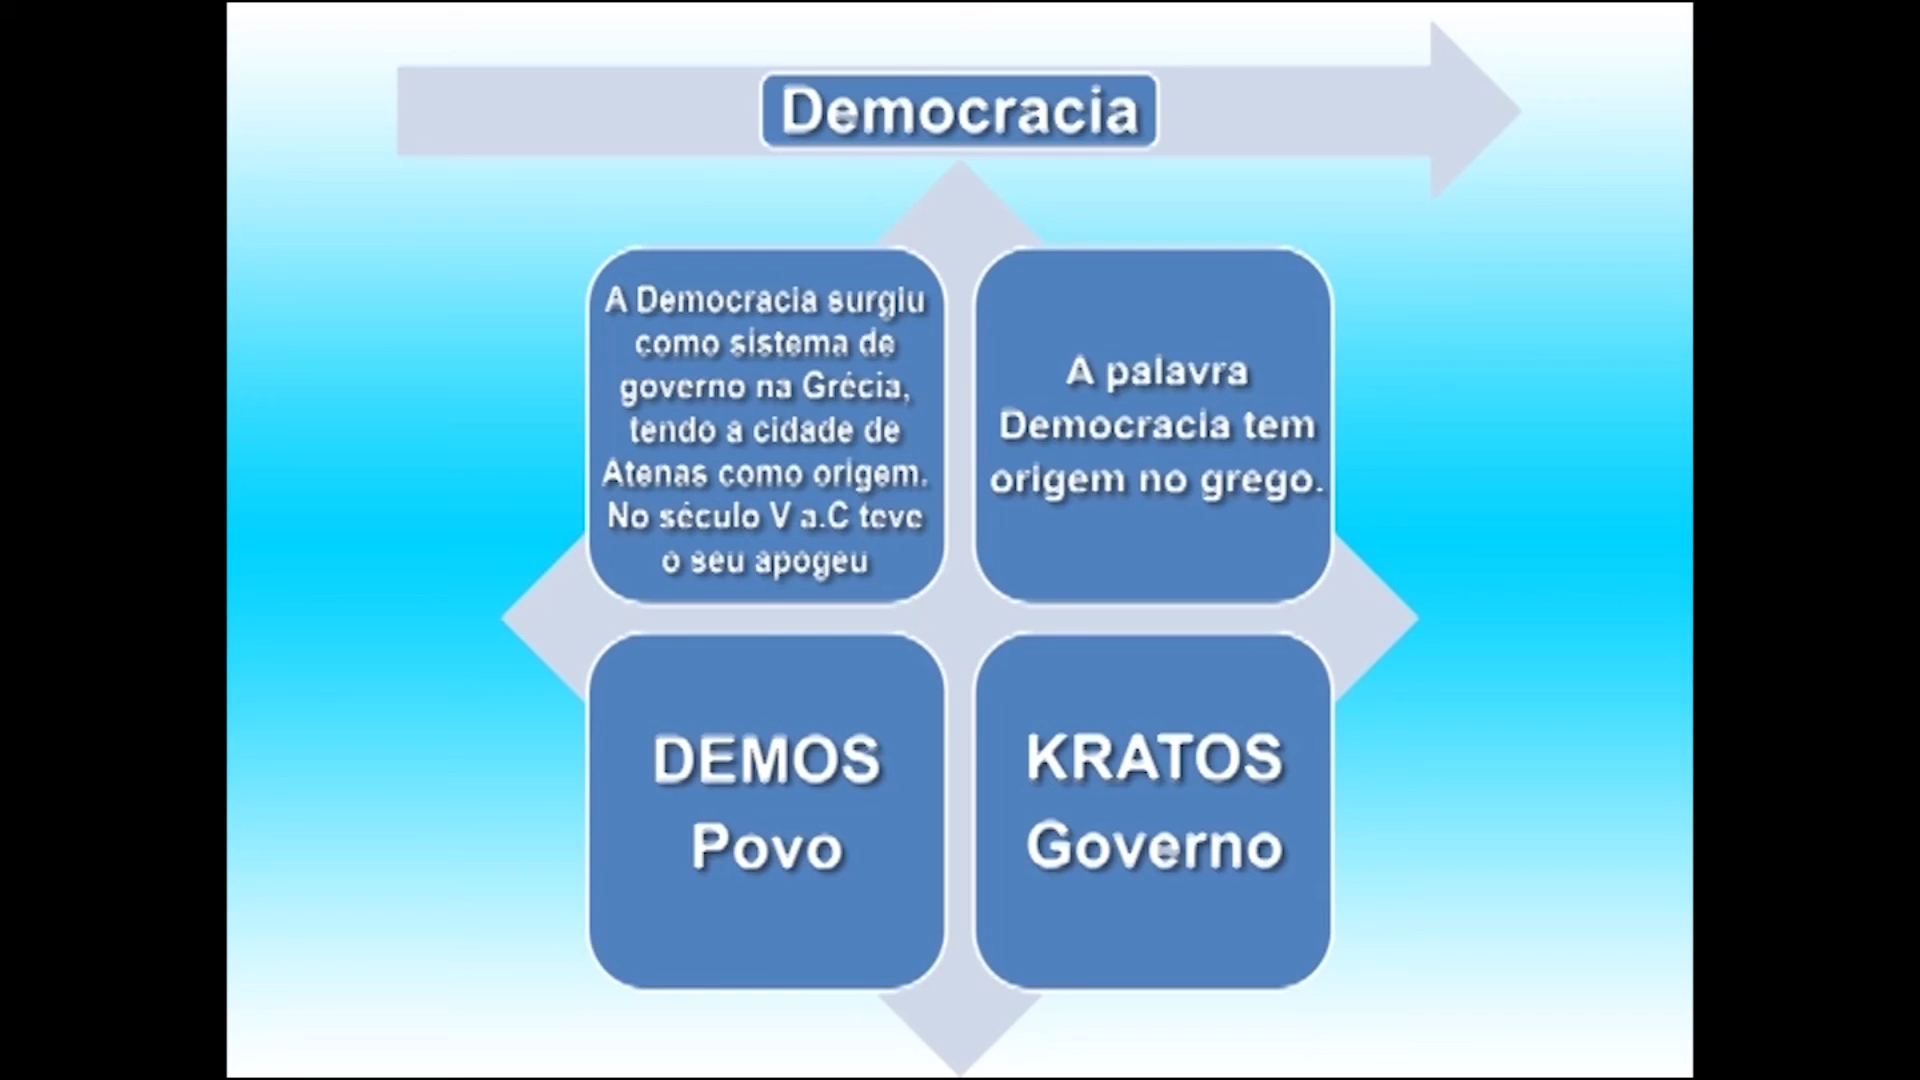 Democracia
A Democracia surgiu
como sistema de
governo na Grécia,
tendo a cidade de
Atenas como origem.
No século V a.C teve
o seu apogeu
A palavra
Democracia tem
origem no grego.
DEMOS
Povo
KRATOS
Governo